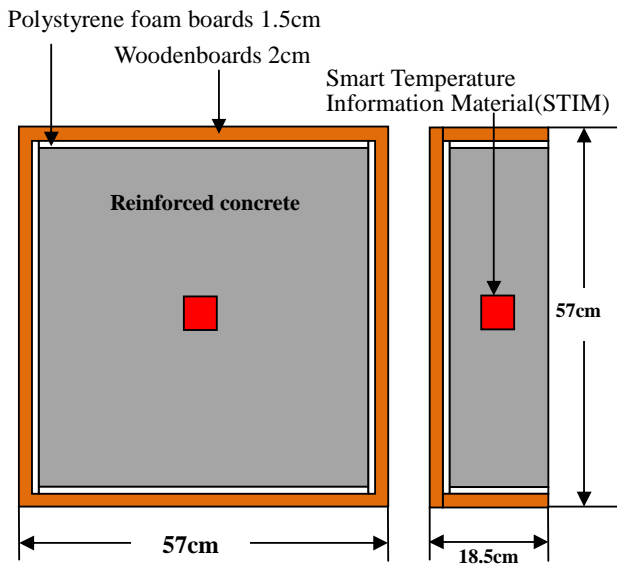 Polystyrene foam boards 1.5cm
Woodenboards 2cm
Smart Temperature
Information Material(STIM)
Reinforced concrete
57cm
57cm
18.5cm